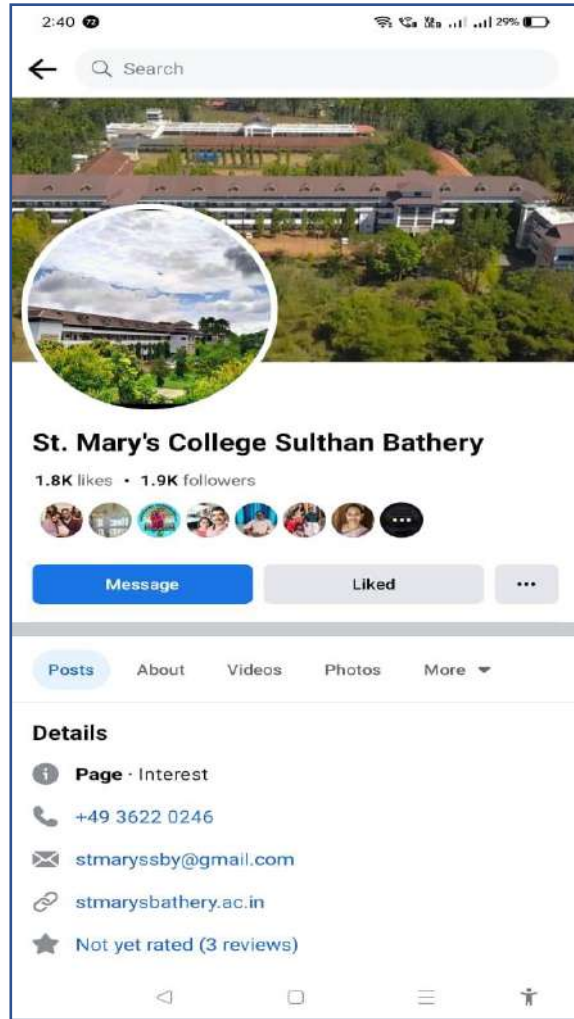 2:40 72 29%
Search
St. Mary's College Sulthan Bathery
1.8K likes • 1.9K followers
Message Liked
Posts About Videos Photos More
Details
Page · Interest
+49 3622 0246
stmaryssby@gmail.com
stmarysbathery.ac.in
Not yet rated (3 reviews)